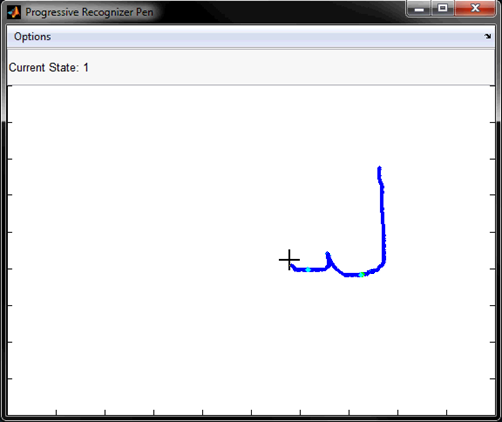 Progressive Recognizer Pen
Options
Current State: 1